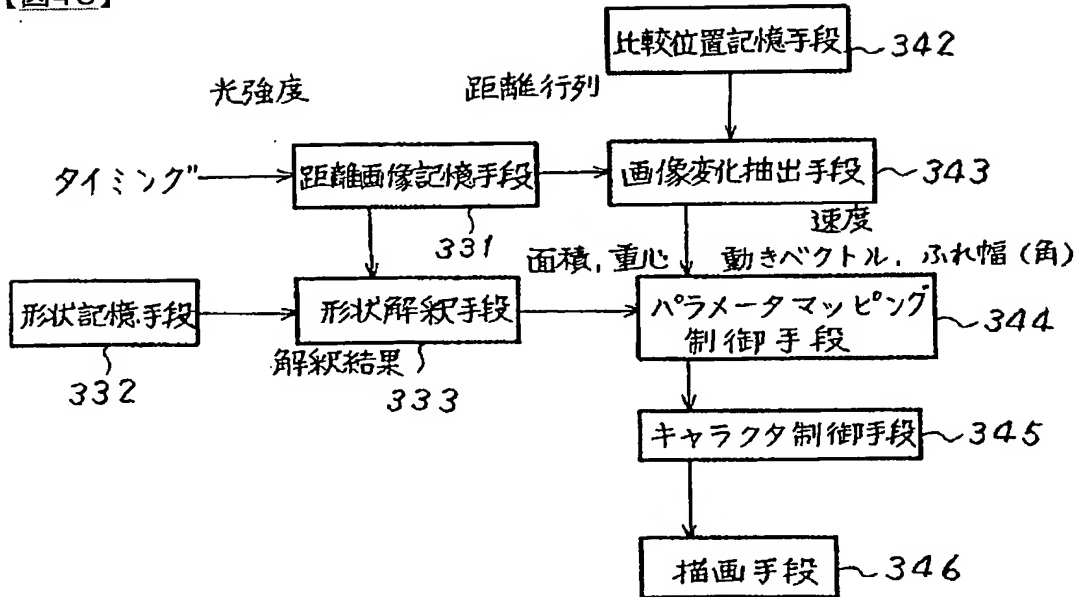 比較位置記憶手段 342
光強度
距離行列
タイミング
距離画像記憶手段
画像変化抽出手段 343
331
速度
面積, 重心
動きベクトル, ふれ幅(角)
形状記憶手段
形状解釈手段
パラメータマッピング
制御手段
344
332
解釈結果
333
キャラクタ制御手段 345
描画手段 346